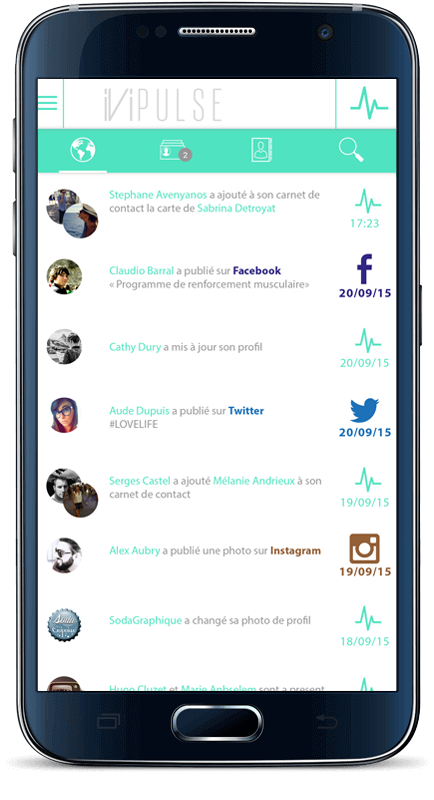 iViPULSE
2
Stephane Avenyanos a ajouté à son carnet de
contact la carte de Sabrina Detroyat
17:23
Claudio Barral a publié sur Facebook
« Programme de renforcement musculaire»
20/09/15
Cathy Dury a mis à jour son profil
20/09/15
Aude Dupuis a publié sur Twitter
#LOVELIFE
20/09/15
Serges Castel a ajouté Mélanie Andrieux à son
carnet de contact
19/09/15
Alex Aubry a publié une photo sur Instagram
19/09/15
Soda
SodaGraphique a changé sa photo de profil
18/09/15
Hugo Cluzet et Marie Anbselem sont a present